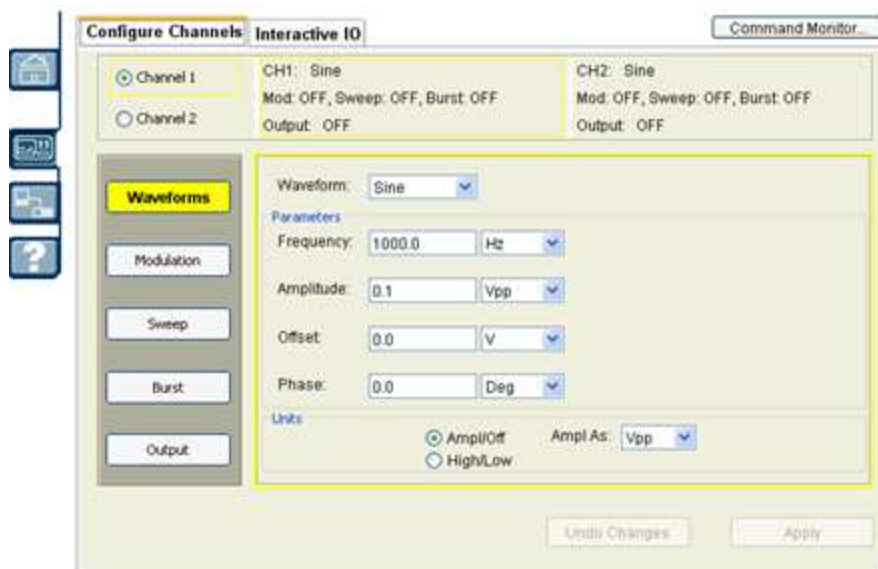 Configure Channels Interactive IO Command Monitor...
Channel 1
Channel 2
CH1: Sine
Mod: OFF, Sweep: OFF, Burst: OFF
Output: OFF
CH2: Sine
Mod: OFF, Sweep: OFF, Burst: OFF
Output: OFF
Waveforms
Modulation
Sweep
Burst
Output
Waveform: Sine
Parameters
Frequency: 1000.0 Hz
Amplitude: 0.1 Vpp
Offset: 0.0 V
Phase: 0.0 Deg
Units
Ampl/Off Ampl As: Vpp
High/Low
Undo Changes Apply
?